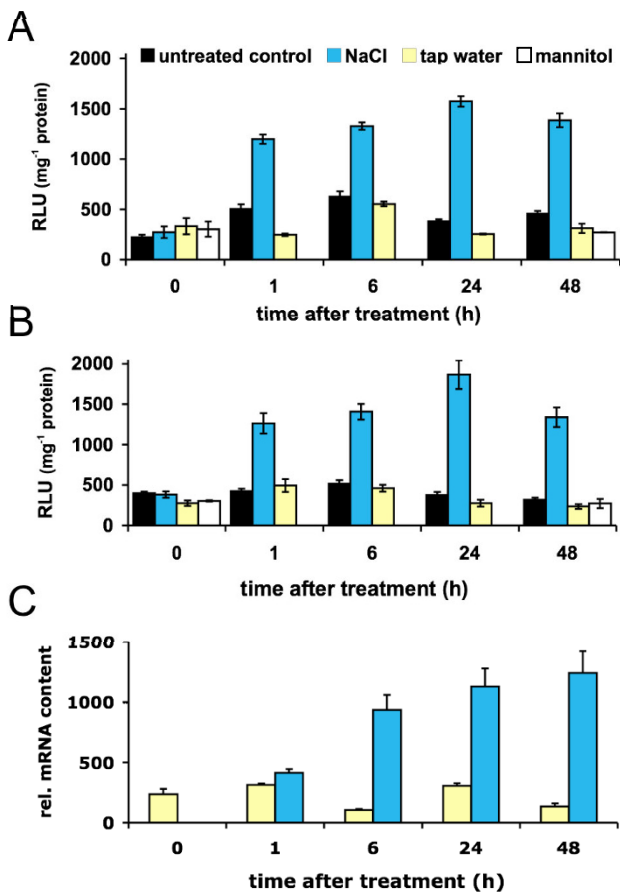 A
untreated control NaCl tap water mannitol
RLU (mg⁻¹ protein)
2000
1500
1000
500
0
0 1 6 24 48
time after treatment (h)
B
RLU (mg⁻¹ protein)
2000
1500
1000
500
0
0 1 6 24 48
time after treatment (h)
C
rel. mRNA content
1500
1000
500
0
0 1 6 24 48
time after treatment (h)